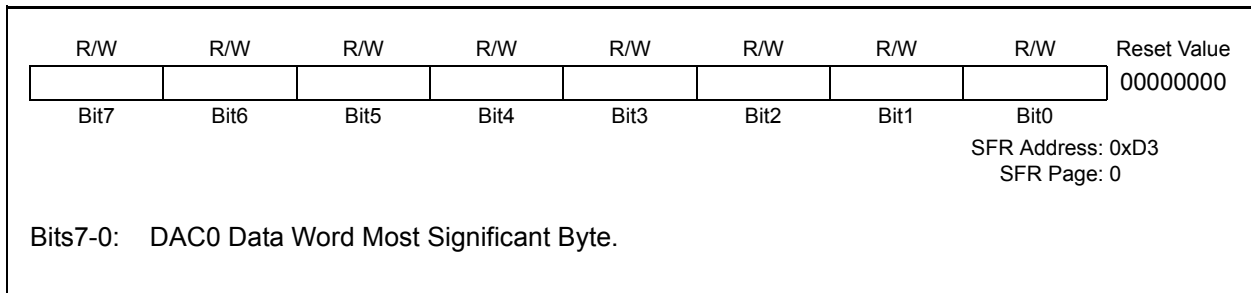 R/W R/W R/W R/W R/W R/W R/W R/W Reset Value
00000000
Bit7 Bit6 Bit5 Bit4 Bit3 Bit2 Bit1 Bit0
SFR Address: 0xD3
SFR Page: 0
Bits7-0: DAC0 Data Word Most Significant Byte.